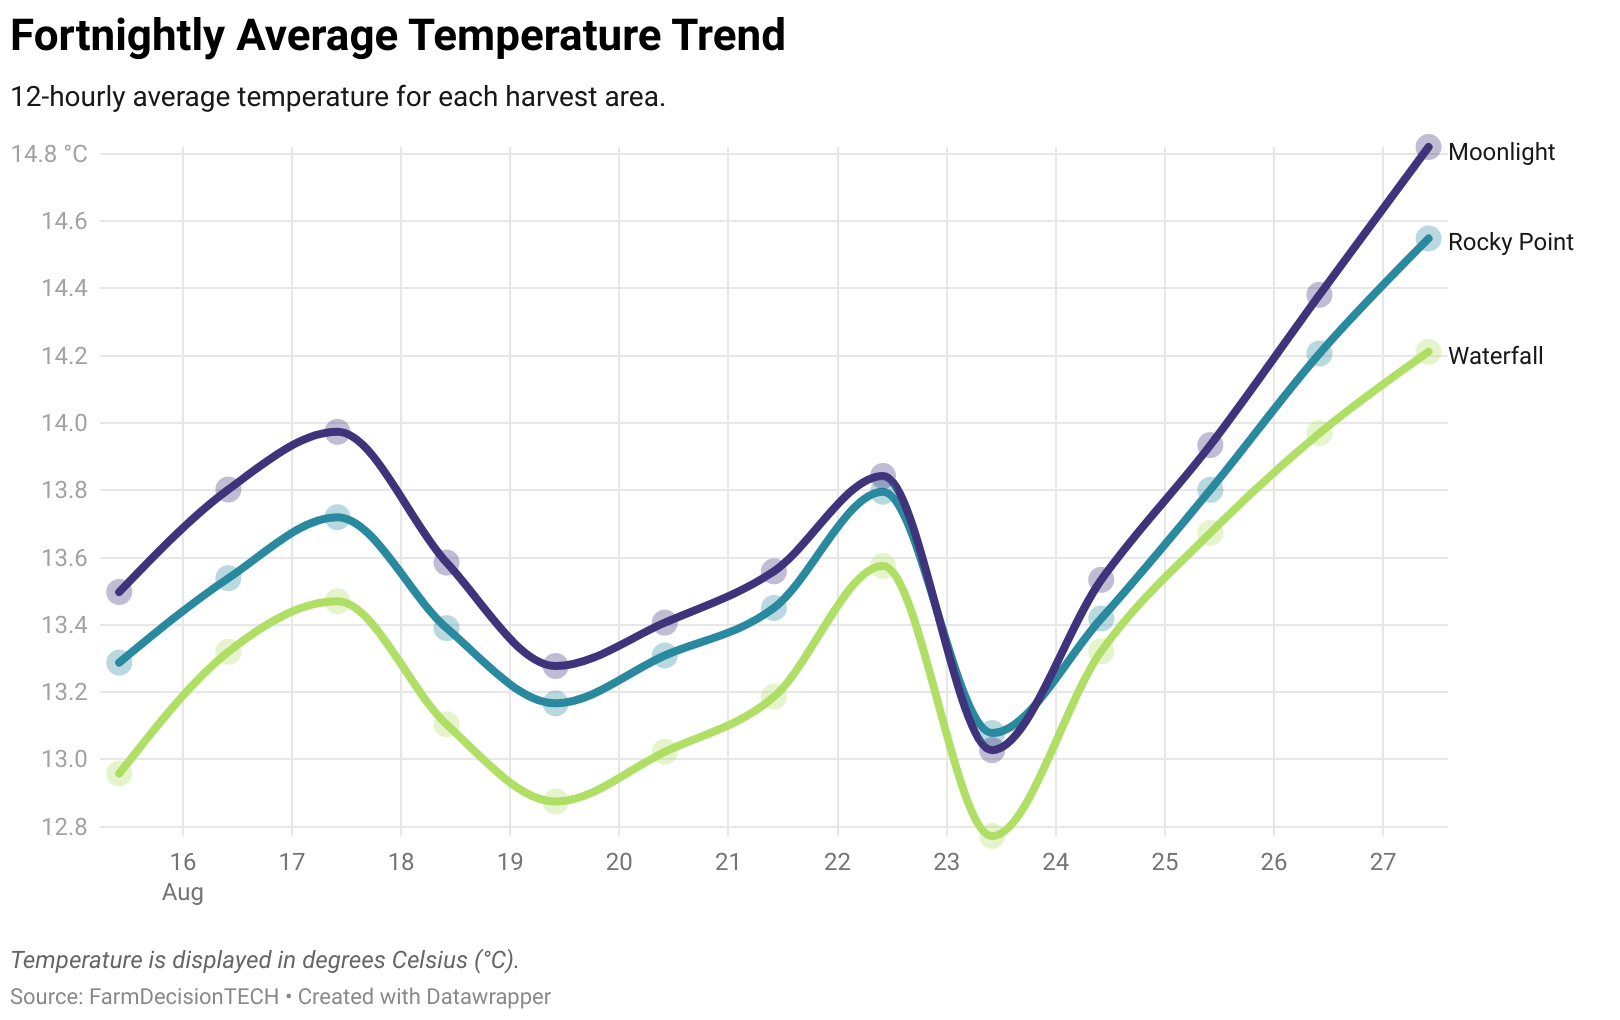 Fortnightly Average Temperature Trend
12-hourly average temperature for each harvest area.
14.8 °C
14.6
14.4
14.2
14.0
13.8
13.6
13.4
13.2
13.0
12.8
Moonlight
Rocky Point
Waterfall
16 17 18 19 20 21 22 23 24 25 26 27
Aug
Temperature is displayed in degrees Celsius (°C).
Source: FarmDecisionTECH • Created with Datawrapper